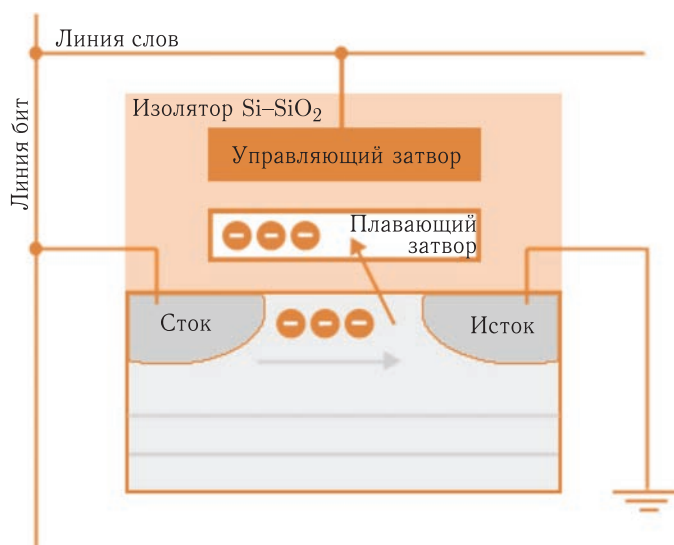 Линия слов
Линия бит
Изолятор Si–SiO₂
Управляющий затвор
Плавающий
затвор
Сток
Исток